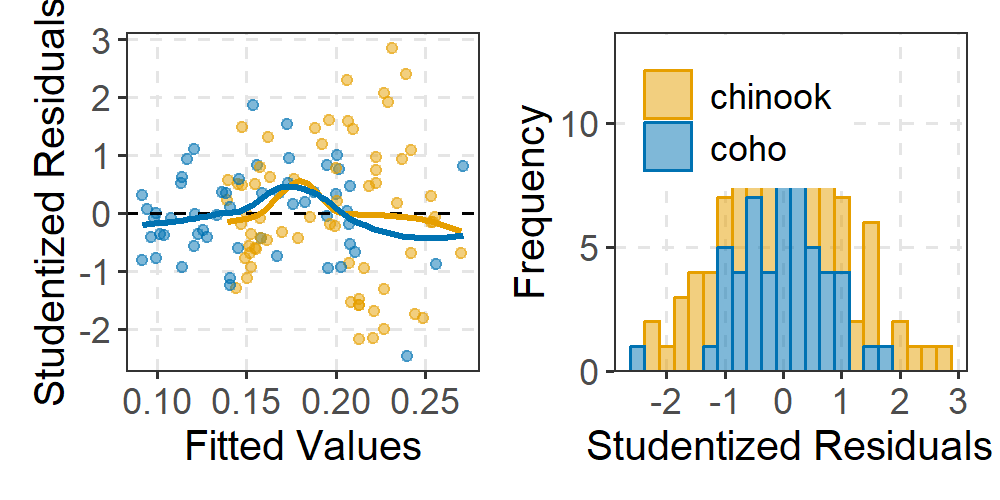 Studentized Residuals
3
2
1
0
-1
-2
0.10 0.15 0.20 0.25
Fitted Values
Frequency
10
5
0
chinook
coho
-2 -1 0 1 2 3
Studentized Residuals